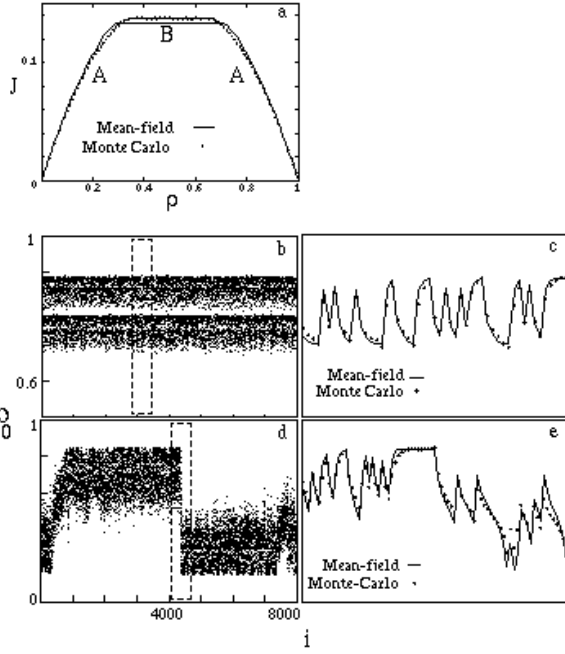 a
J
0.1
B
A A
Mean-field
Monte Carlo
0
0.2 0.4 0.6 0.8 1
ρ
1
b
c
0.6
Mean-field
Monte Carlo
1
d
e
Mean-field
Monte-Carlo
0
4000 8000
i